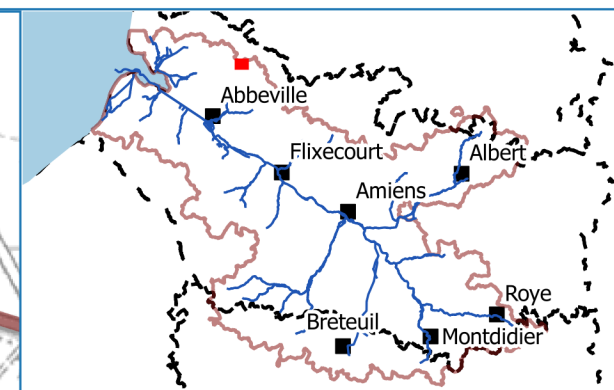 Abbeville
Flixecourt
Albert
Amiens
Roye
Breteuil
Montdidier